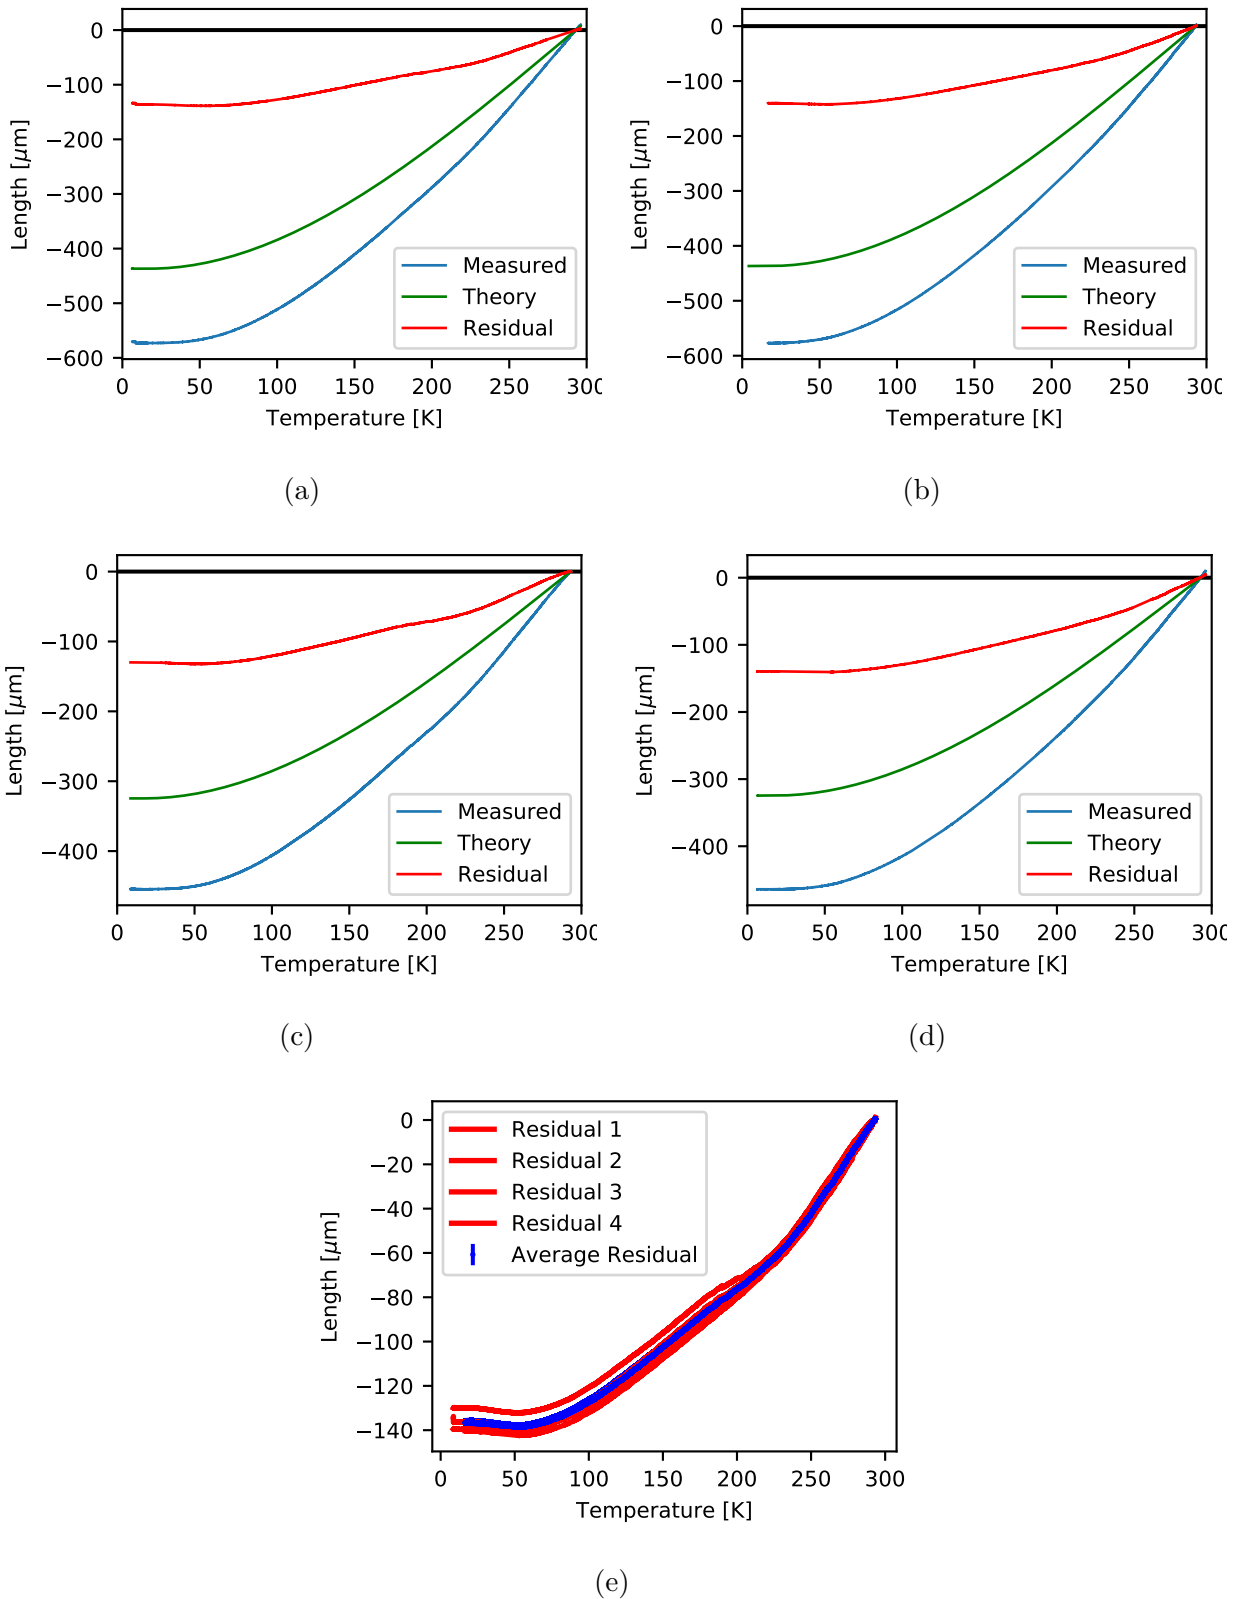 0
−100
−200
−300
−400
−500
−600
Length [μm]
0 50 100 150 200 250 300
Temperature [K]
Measured
Theory
Residual
(a)
0
−100
−200
−300
−400
−500
−600
Length [μm]
0 50 100 150 200 250 300
Temperature [K]
Measured
Theory
Residual
(b)
0
−100
−200
−300
−400
Length [μm]
0 50 100 150 200 250 300
Temperature [K]
Measured
Theory
Residual
(c)
0
−100
−200
−300
−400
Length [μm]
0 50 100 150 200 250 300
Temperature [K]
Measured
Theory
Residual
(d)
0
−20
−40
−60
−80
−100
−120
−140
Length [μm]
0 50 100 150 200 250 300
Temperature [K]
Residual 1
Residual 2
Residual 3
Residual 4
Average Residual
(e)